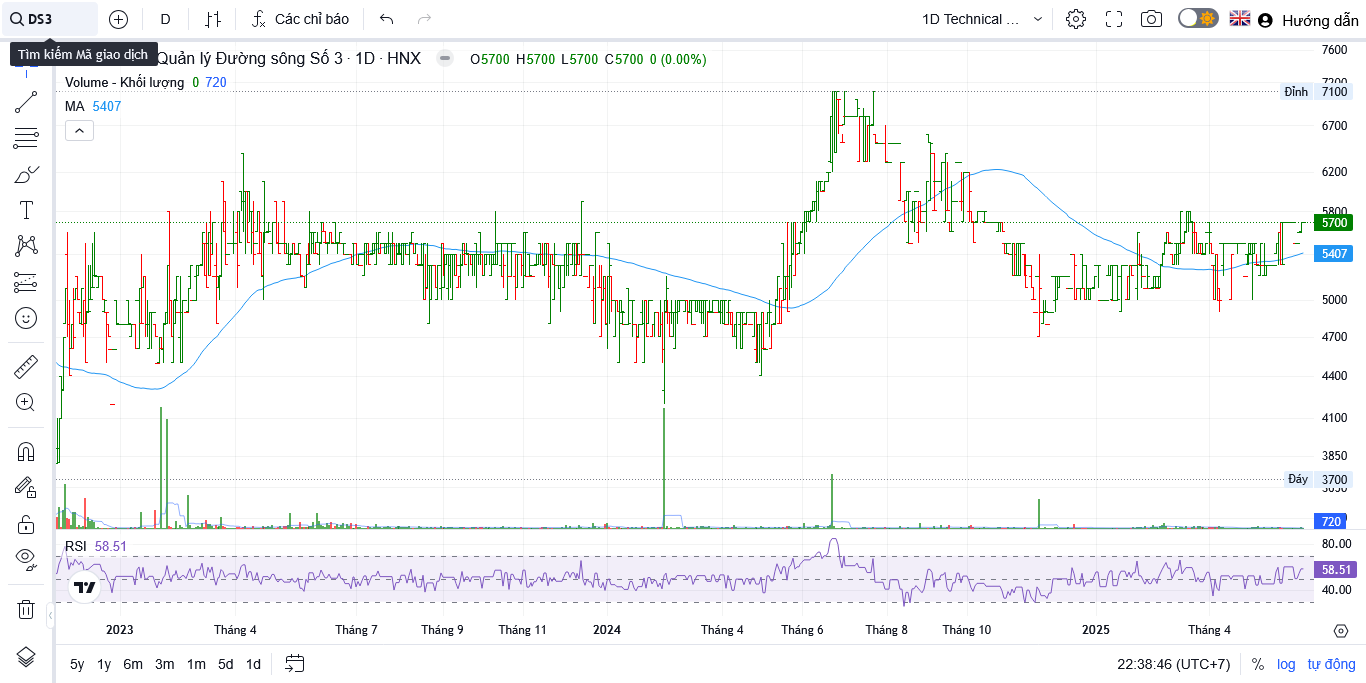 DS3 D Các chỉ báo 1D Technical ... Hướng dẫn
Tìm kiếm Mã giao dịch Quản lý Đường sông Số 3 · 1D · HNX O5700 H5700 L5700 C5700 0 (0.00%)
Volume - Khối lượng 0 720
MA 5407
7600
7200
Đỉnh 7100
6700
6200
5800
5700
5407
5000
4700
4400
4100
3850
Đáy 3700
720
RSI 58.51
80.00
58.51
40.00
2023 Tháng 4 Tháng 7 Tháng 9 Tháng 11 2024 Tháng 4 Tháng 6 Tháng 8 Tháng 10 2025 Tháng 4
5y 1y 6m 3m 1m 5d 1d 22:38:46 (UTC+7) % log tự động